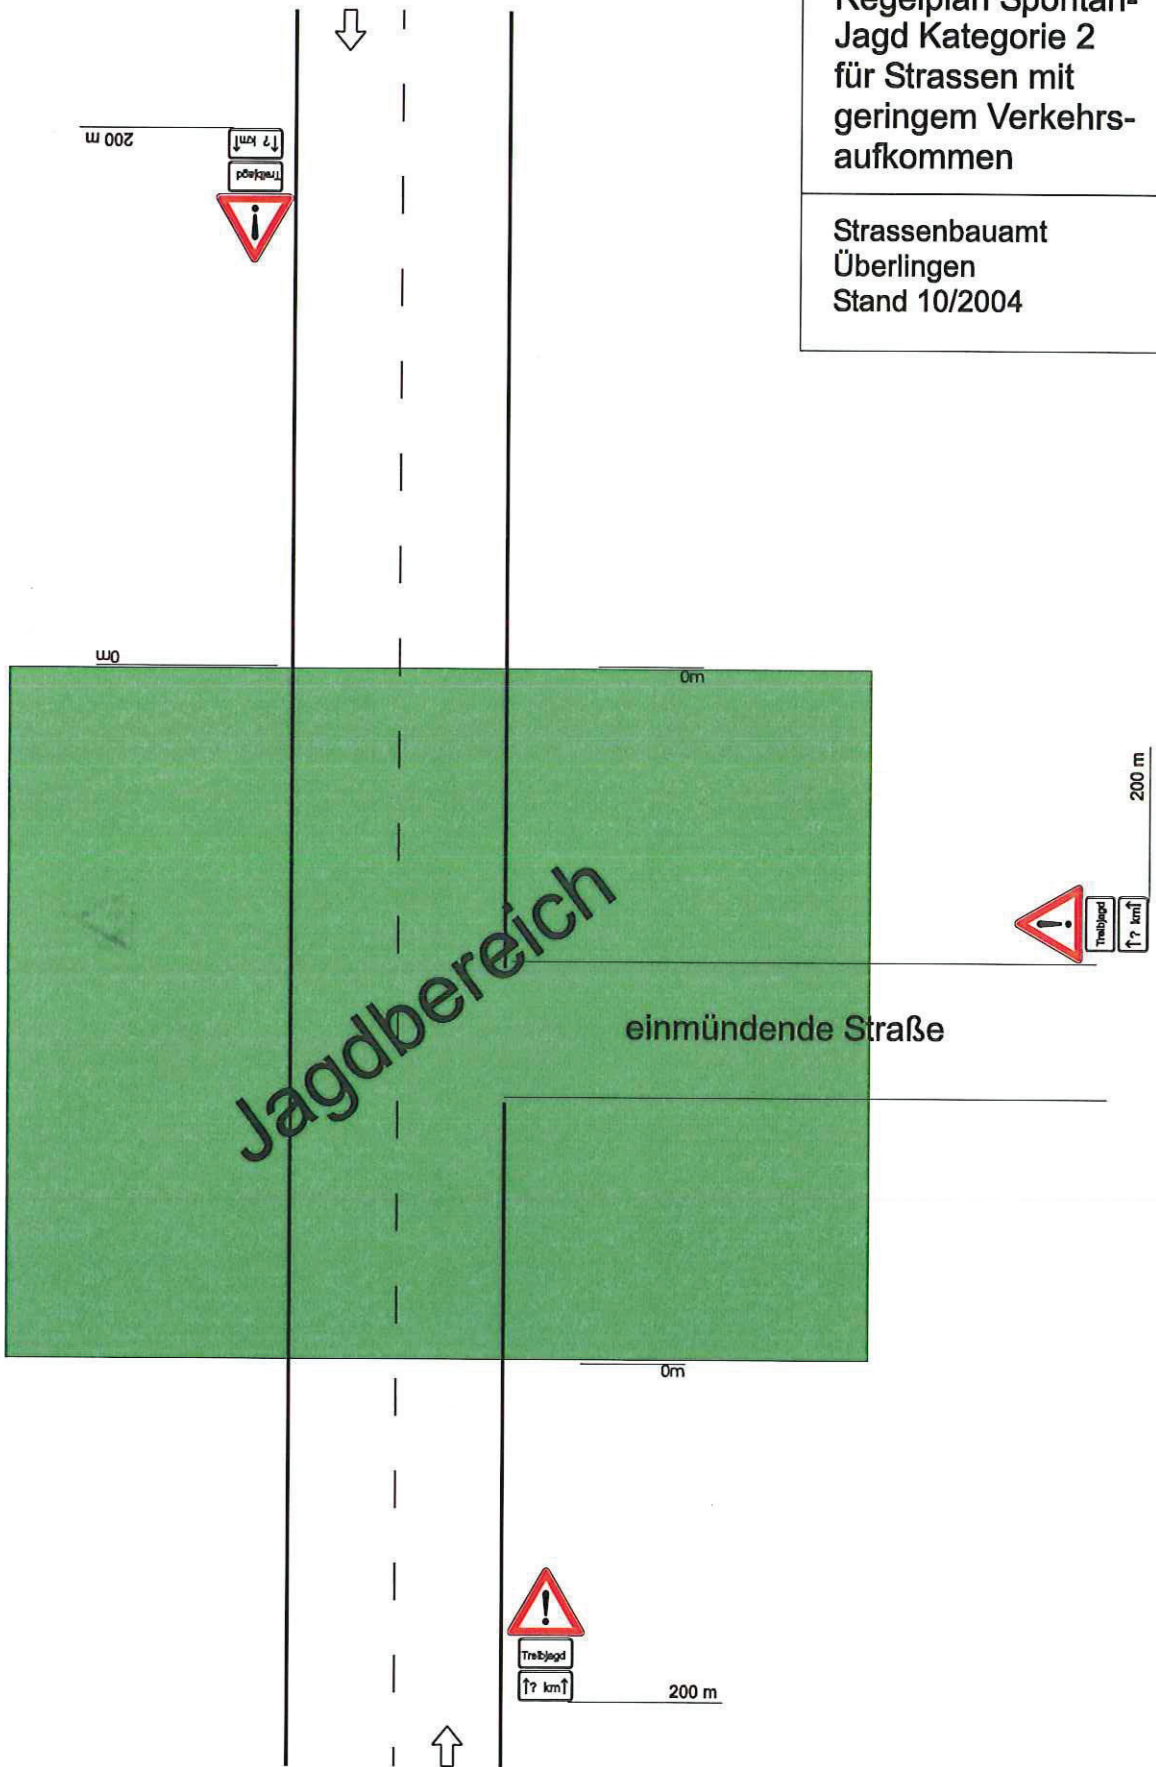 Regelplan Spontan-
Jagd Kategorie 2
für Strassen mit
geringem Verkehrs-
aufkommen
Strassenbauamt
Überlingen
Stand 10/2004
200 m
↑? km↑
Treibjagd
!
0m
0m
200 m
!
Treibjagd
↑? km↑
Jagdbereich
einmündende Straße
0m
!
Treibjagd
↑? km↑
200 m